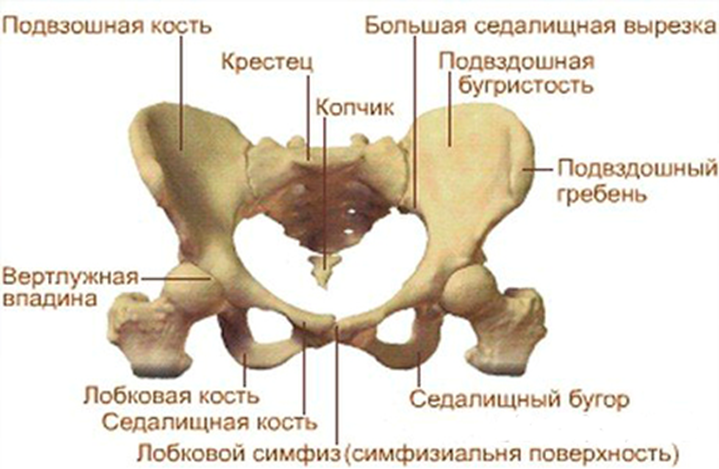 Подвзошная кость
Большая седалищная вырезка
Крестец
Подвздошная
бугристость
Копчик
Подвздошный
гребень
Вертлужная
впадина
Лобковая кость
Седалищный бугор
Седалищная кость
Лобковой симфиз (симфизиальня поверхность)